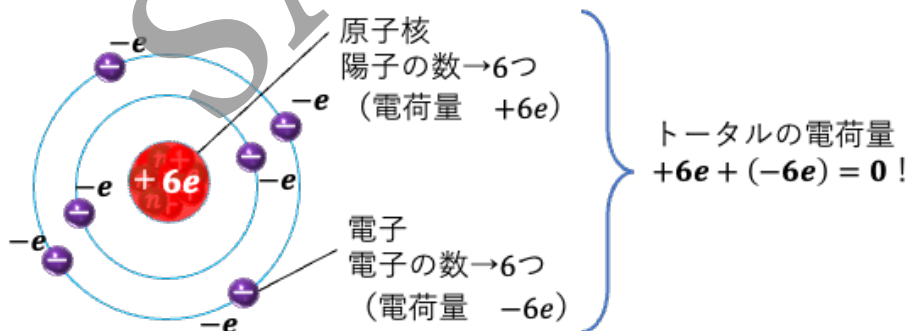 SA
−e
−e
−e
−e
−e
−e
+6e
原子核
陽子の数→6つ
（電荷量　+6e）
電子
電子の数→6つ
（電荷量　−6e）
トータルの電荷量
+6e + (−6e) = 0！